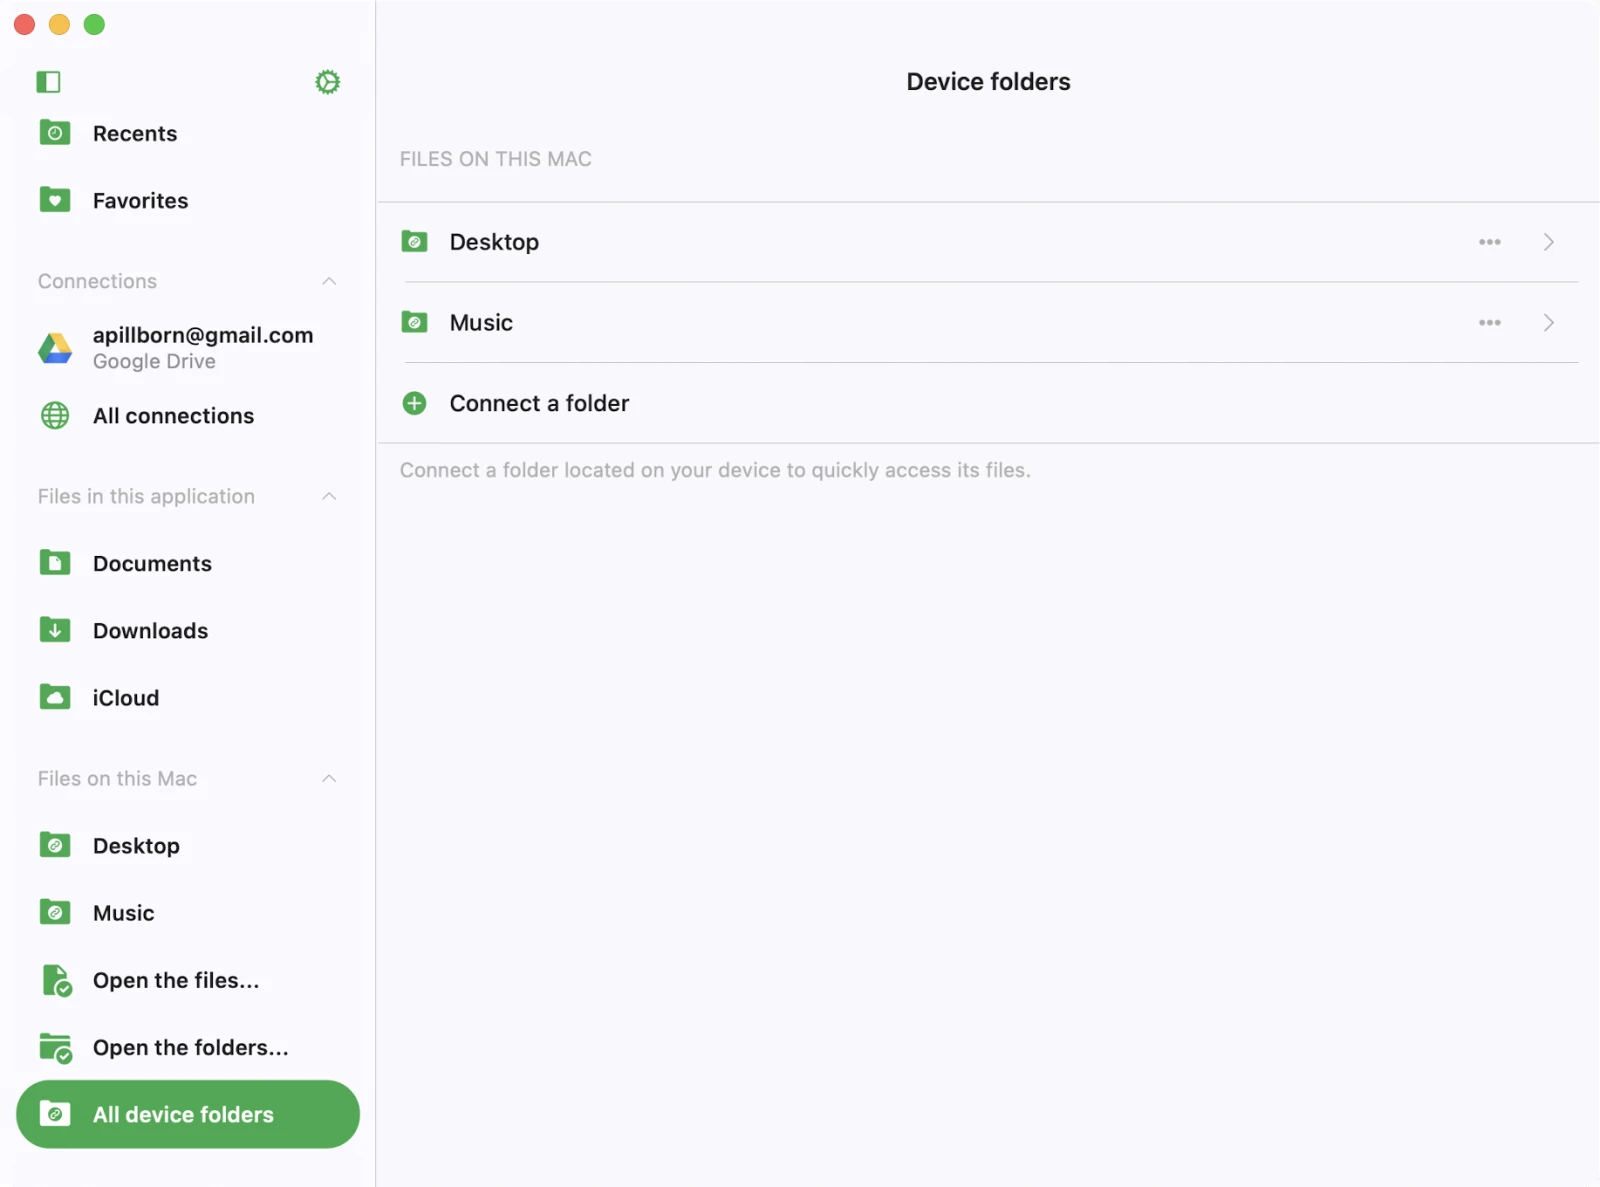 Recents
Favorites
Connections
apillborn@gmail.com
Google Drive
All connections
Files in this application
Documents
Downloads
iCloud
Files on this Mac
Desktop
Music
Open the files...
Open the folders...
All device folders
Device folders
FILES ON THIS MAC
Desktop
Music
Connect a folder
Connect a folder located on your device to quickly access its files.